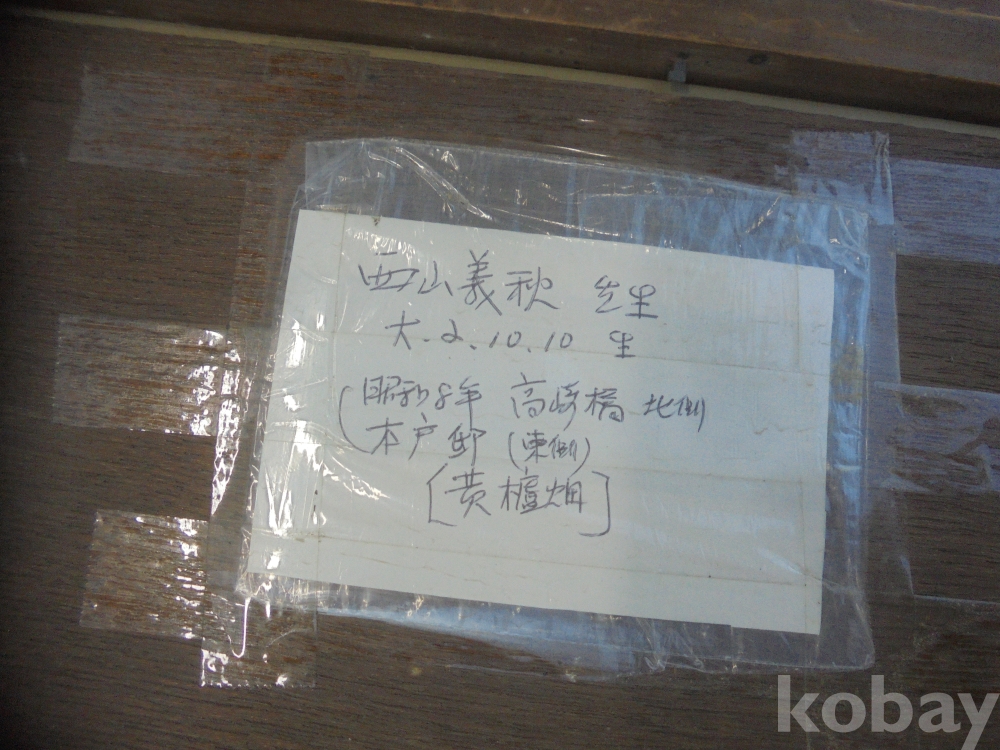 西山義秋 先生
大.2.10.10 生
(昭和8年 高崎橋 北側
本戸邸 (東側)
[黄櫨畑]
kobay